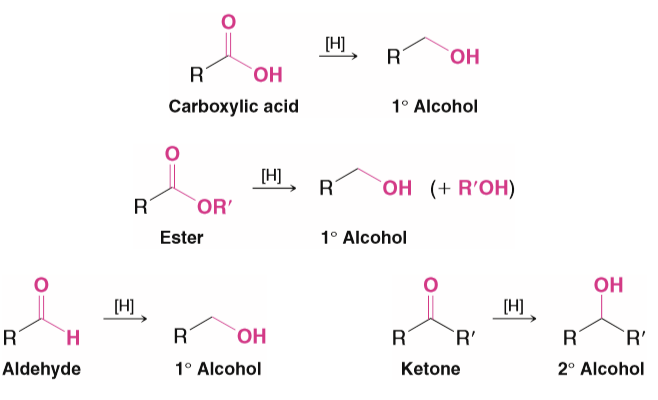 O
[H]
R OH R OH
Carboxylic acid 1° Alcohol
O
[H]
R OR′ R OH (+ R′OH)
Ester 1° Alcohol
O O OH
[H] [H]
R H R OH R R′ R R′
Aldehyde 1° Alcohol Ketone 2° Alcohol